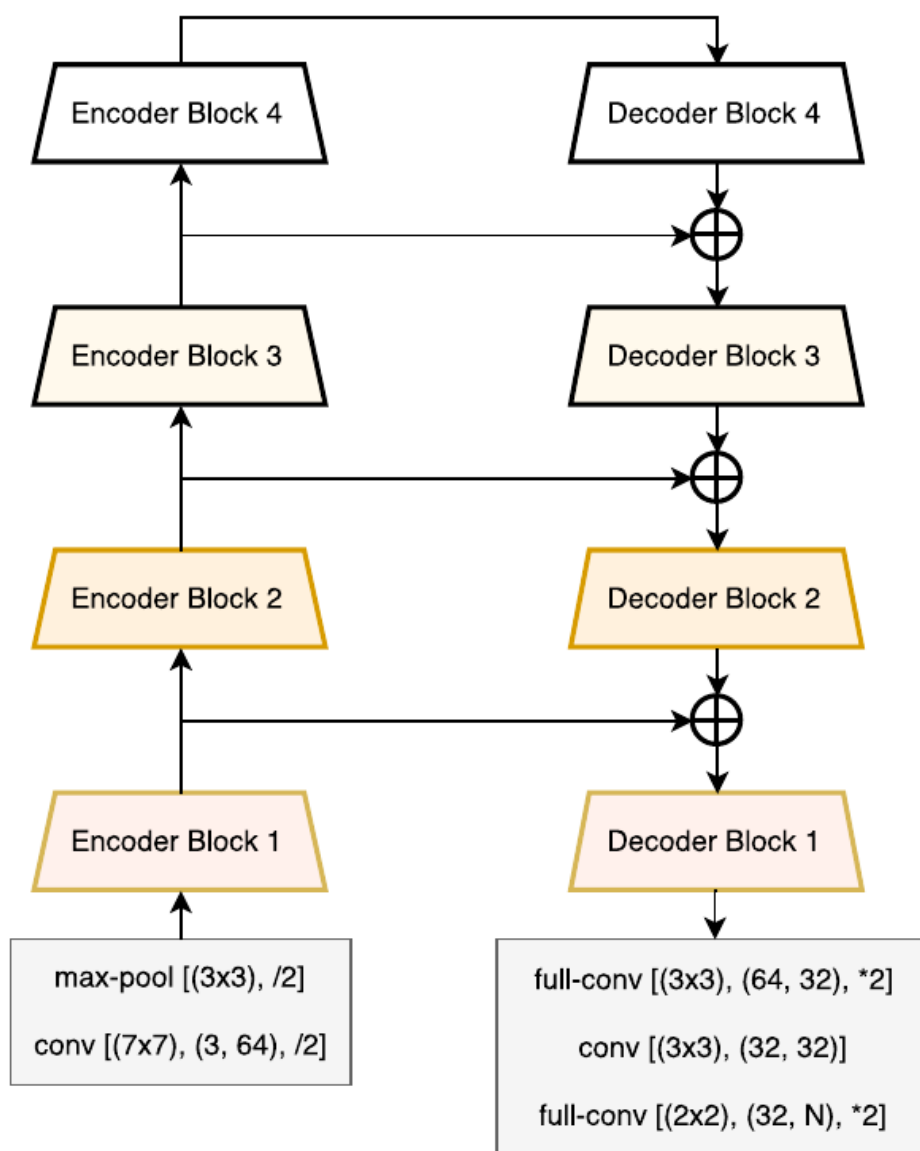 Encoder Block 4
Decoder Block 4
Encoder Block 3
Decoder Block 3
Encoder Block 2
Decoder Block 2
Encoder Block 1
Decoder Block 1
max-pool [(3x3), /2]
conv [(7x7), (3, 64), /2]
full-conv [(3x3), (64, 32), *2]
conv [(3x3), (32, 32)]
full-conv [(2x2), (32, N), *2]